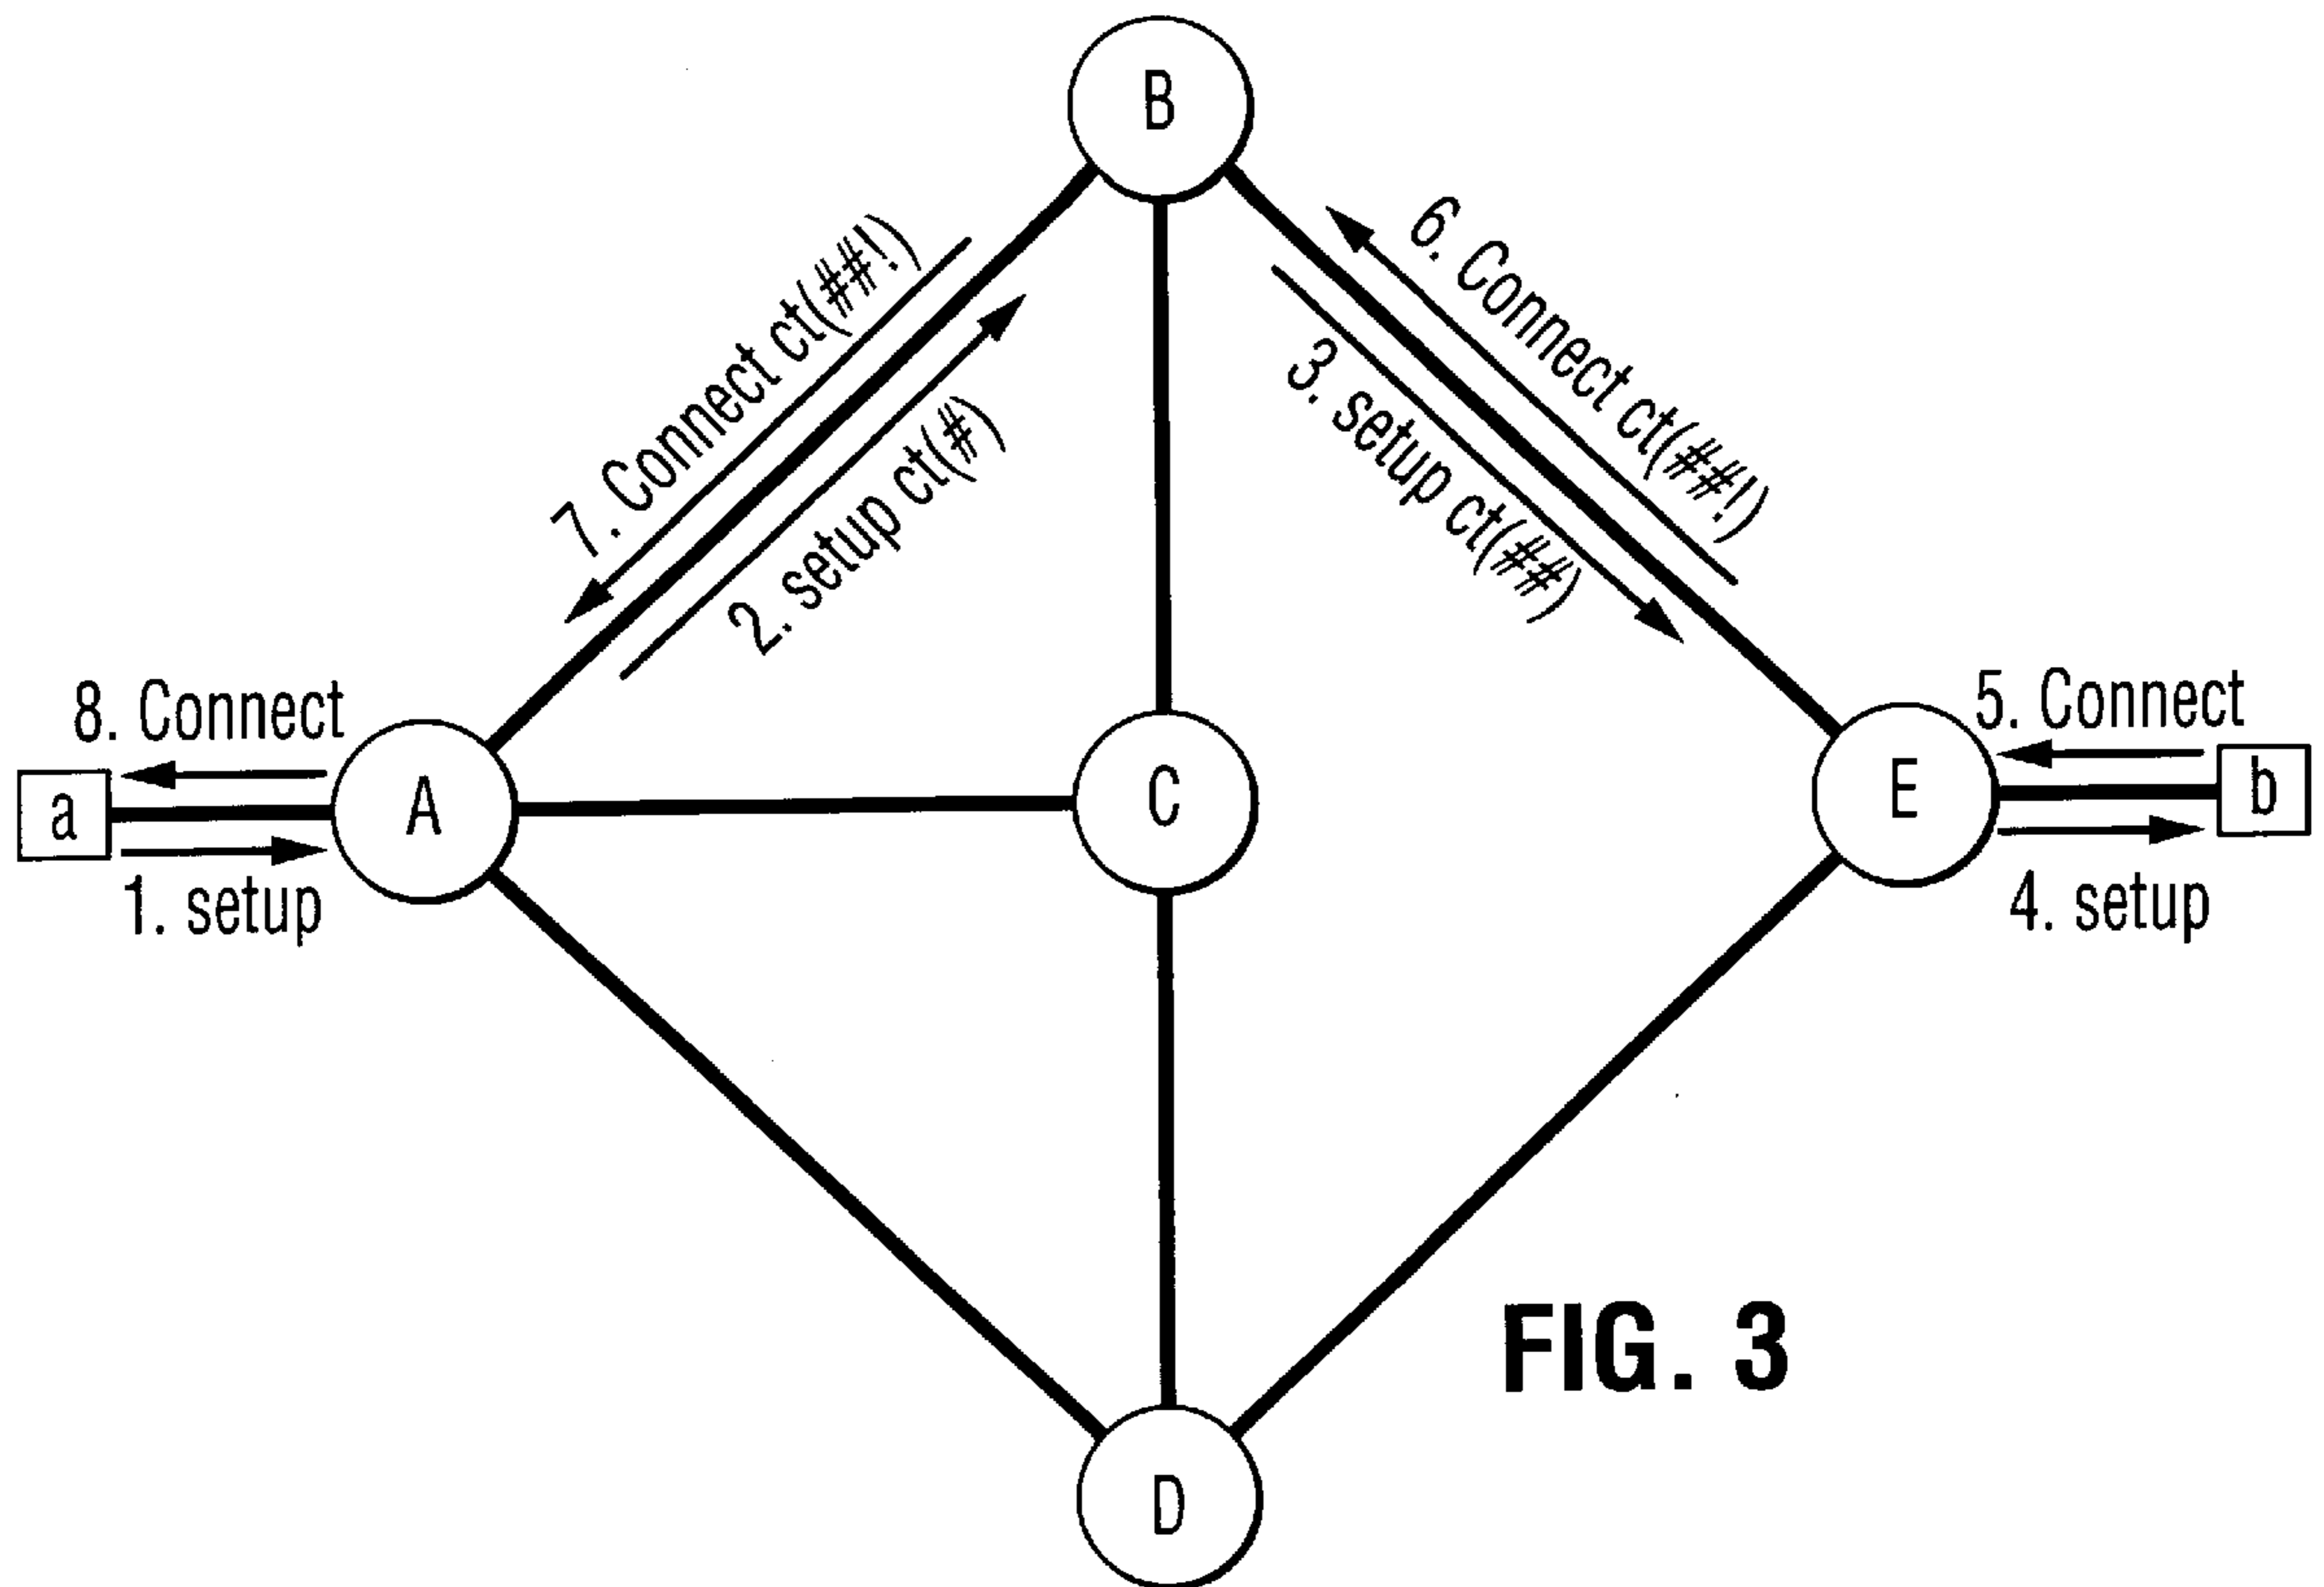 B
7. Connect ct(##!)
2. setup ct(#)
6. Connect ct(##!)
3. setup ct(##)
8. Connect
a
A
1. setup
C
E
5. Connect
b
4. setup
D
FIG. 3